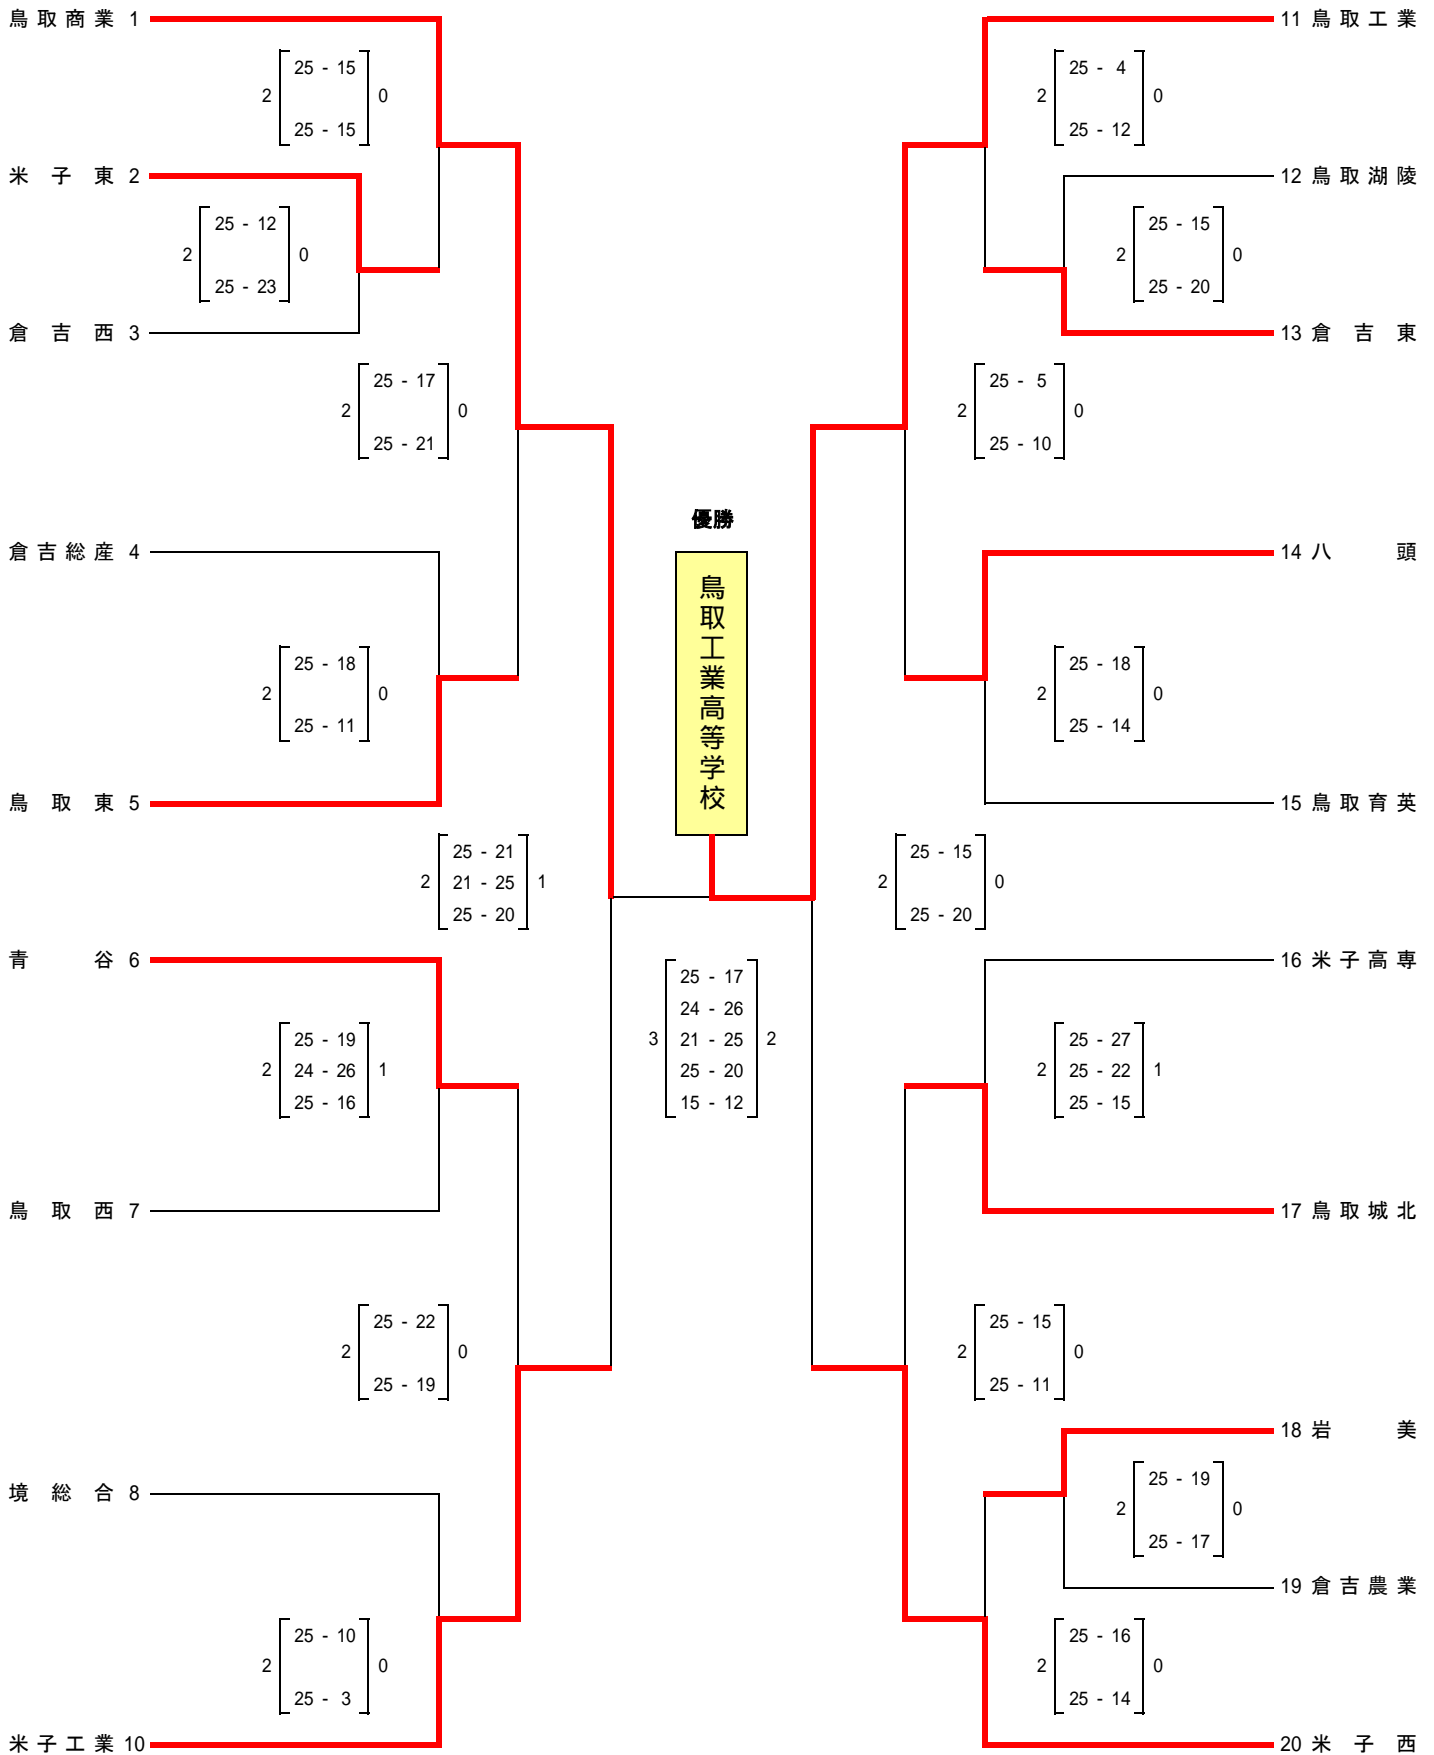 鳥取商業 1
2 25 - 15 0
25 - 15
米子東 2
2 25 - 12 0
25 - 23
倉吉西 3
2 25 - 17 0
25 - 21
倉吉総産 4
2 25 - 18 0
25 - 11
鳥取東 5
2 25 - 21 1
21 - 25
25 - 20
青谷 6
2 25 - 19 1
24 - 26
25 - 16
鳥取西 7
2 25 - 22 0
25 - 19
境総合 8
2 25 - 10 0
25 - 3
米子工業 10
優勝
鳥取工業高等学校
3 25 - 17 2
24 - 26
21 - 25
25 - 20
15 - 12
11 鳥取工業
2 25 - 4 0
25 - 12
12 鳥取湖陵
2 25 - 15 0
25 - 20
13 倉吉東
2 25 - 5 0
25 - 10
14 八頭
2 25 - 18 0
25 - 14
15 鳥取育英
2 25 - 15 0
25 - 20
16 米子高専
2 25 - 27 1
25 - 22
25 - 15
17 鳥取城北
2 25 - 15 0
25 - 11
18 岩美
2 25 - 19 0
25 - 17
19 倉吉農業
2 25 - 16 0
25 - 14
20 米子西